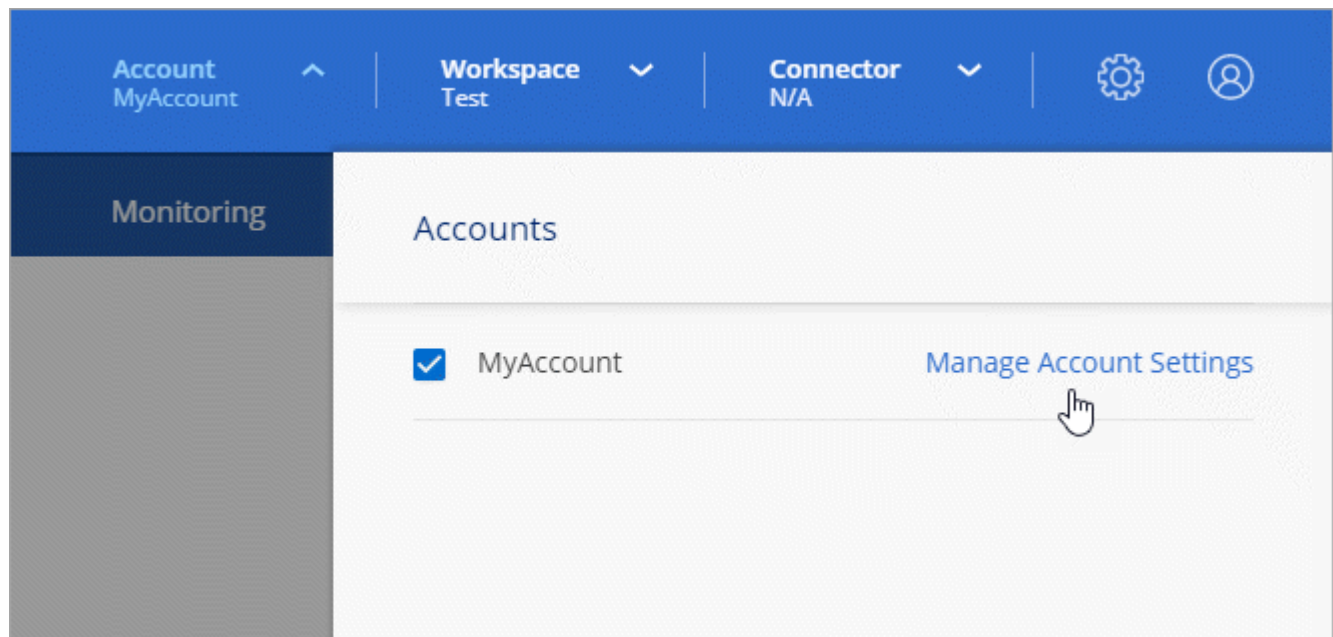 Account
MyAccount
Workspace
Test
Connector
N/A
Monitoring
Accounts
MyAccount
Manage Account Settings